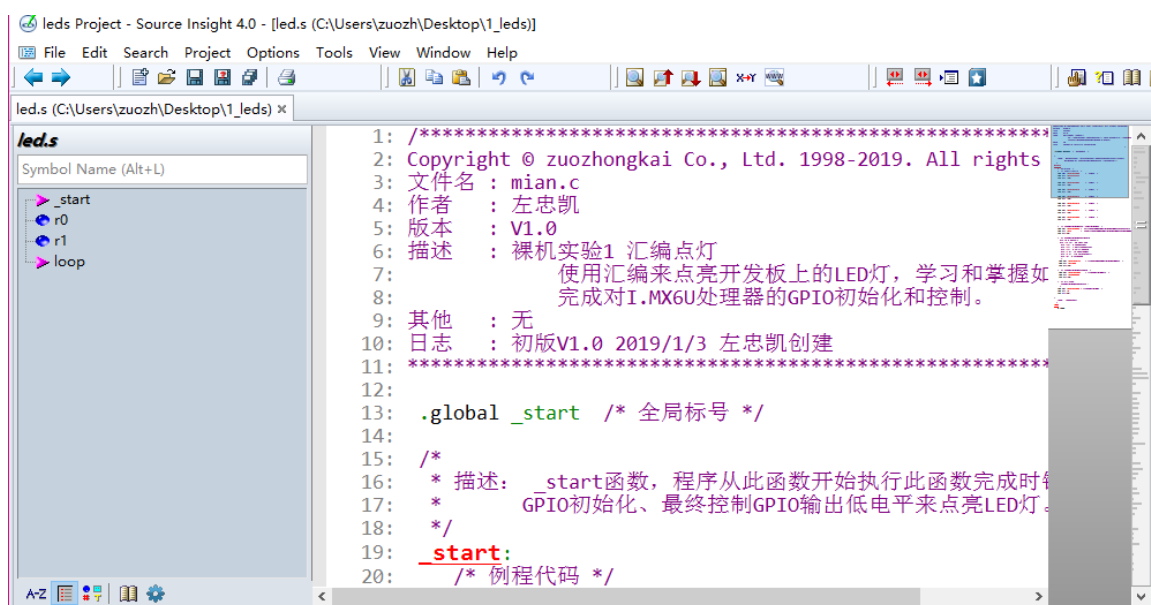 leds Project - Source Insight 4.0 - [led.s (C:\Users\zuozh\Desktop\1_leds)]
File Edit Search Project Options Tools View Window Help
led.s (C:\Users\zuozh\Desktop\1_leds) ×
led.s
Symbol Name (Alt+L)
_start
r0
r1
loop
A-Z
1: /*******************************************************
2: Copyright © zuozhongkai Co., Ltd. 1998-2019. All rights
3: 文件名 : mian.c
4: 作者 : 左忠凯
5: 版本 : V1.0
6: 描述 : 裸机实验1 汇编点灯
7: 使用汇编来点亮开发板上的LED灯，学习和掌握如
8: 完成对I.MX6U处理器的GPIO初始化和控制。
9: 其他 : 无
10: 日志 : 初版V1.0 2019/1/3 左忠凯创建
11: ********************************************************
12:
13: .global _start /* 全局标号 */
14:
15: /*
16: * 描述： _start函数，程序从此函数开始执行此函数完成时
17: * GPIO初始化、最终控制GPIO输出低电平来点亮LED灯。
18: */
19: _start:
20: /* 例程代码 */